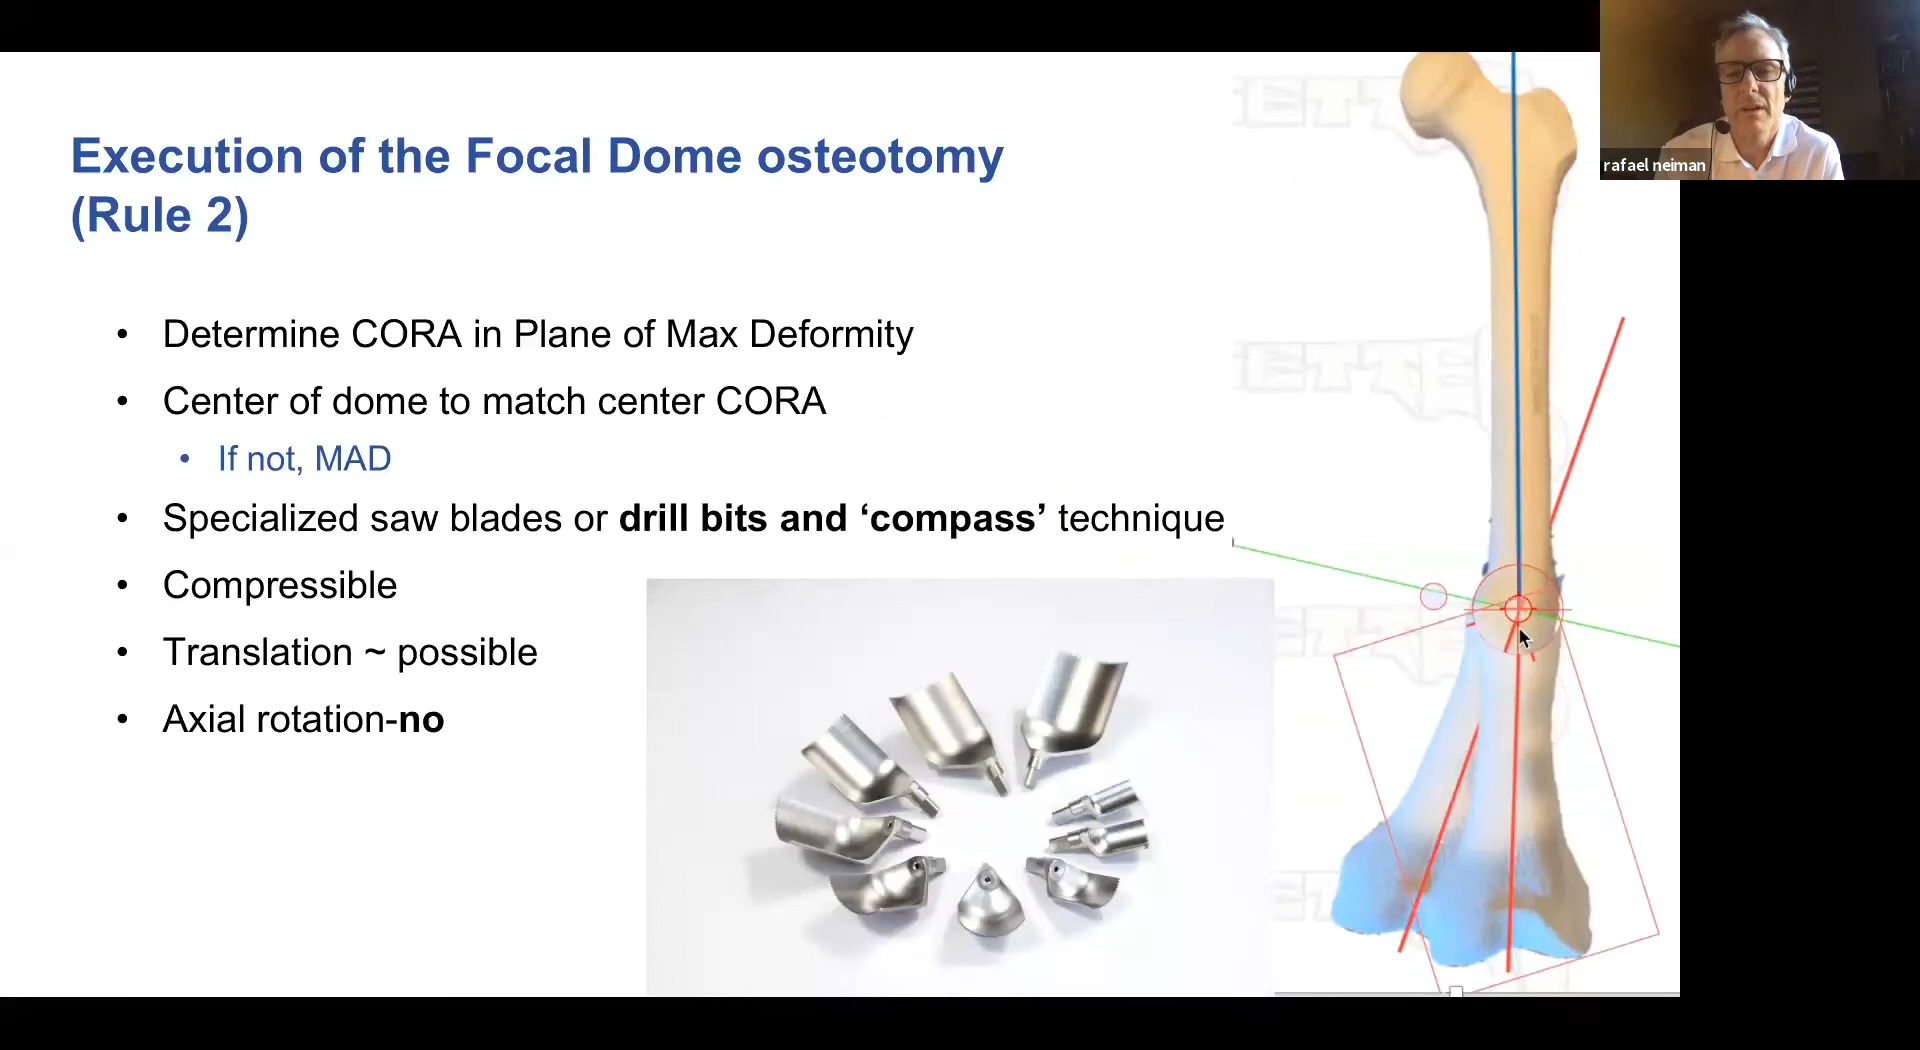 Execution of the Focal Dome osteotomy
(Rule 2)
• Determine CORA in Plane of Max Deformity
• Center of dome to match center CORA
• If not, MAD
• Specialized saw blades or drill bits and ‘compass’ technique
• Compressible
• Translation ~ possible
• Axial rotation-no
rafael neiman